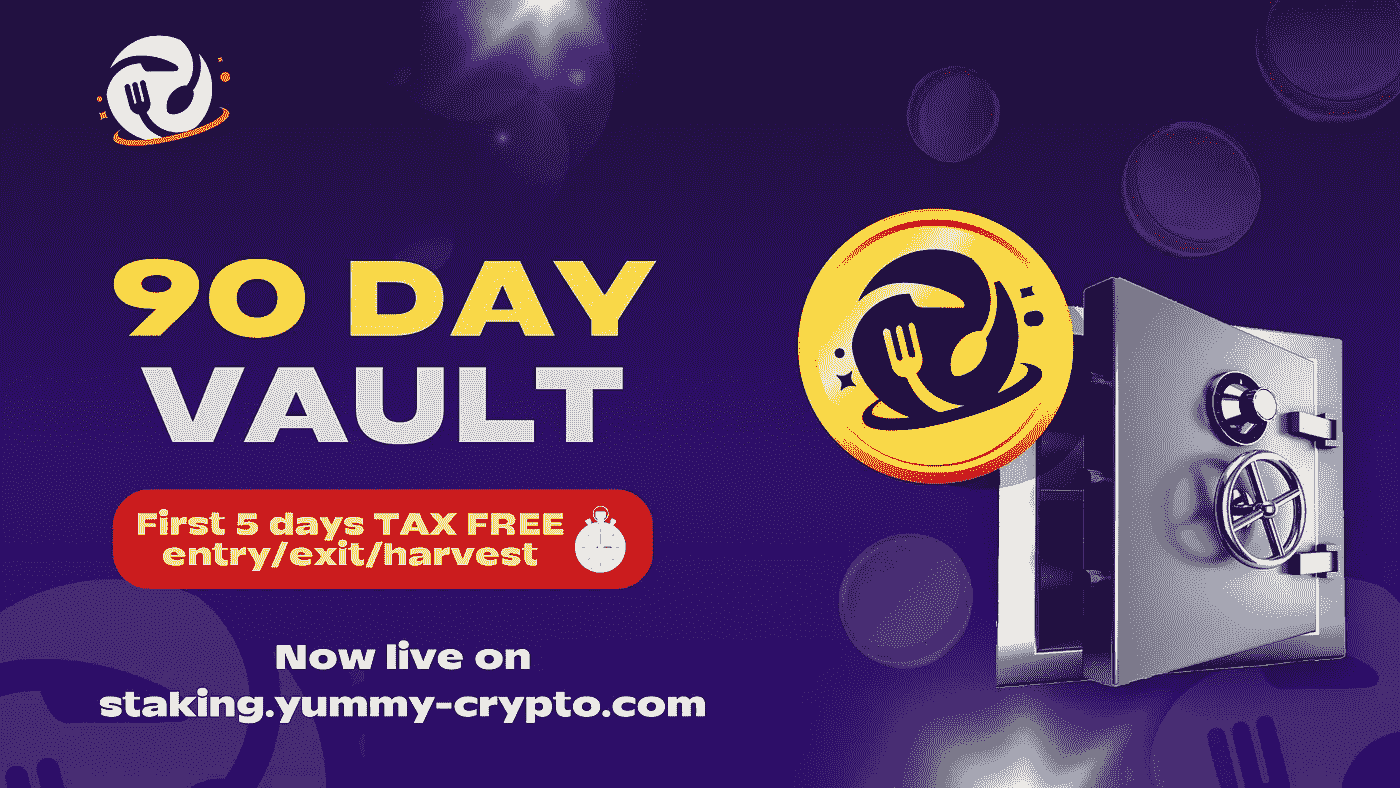 90 DAY
VAULT
First 5 days TAX FREE
entry/exit/harvest
Now live on
staking.yummy-crypto.com